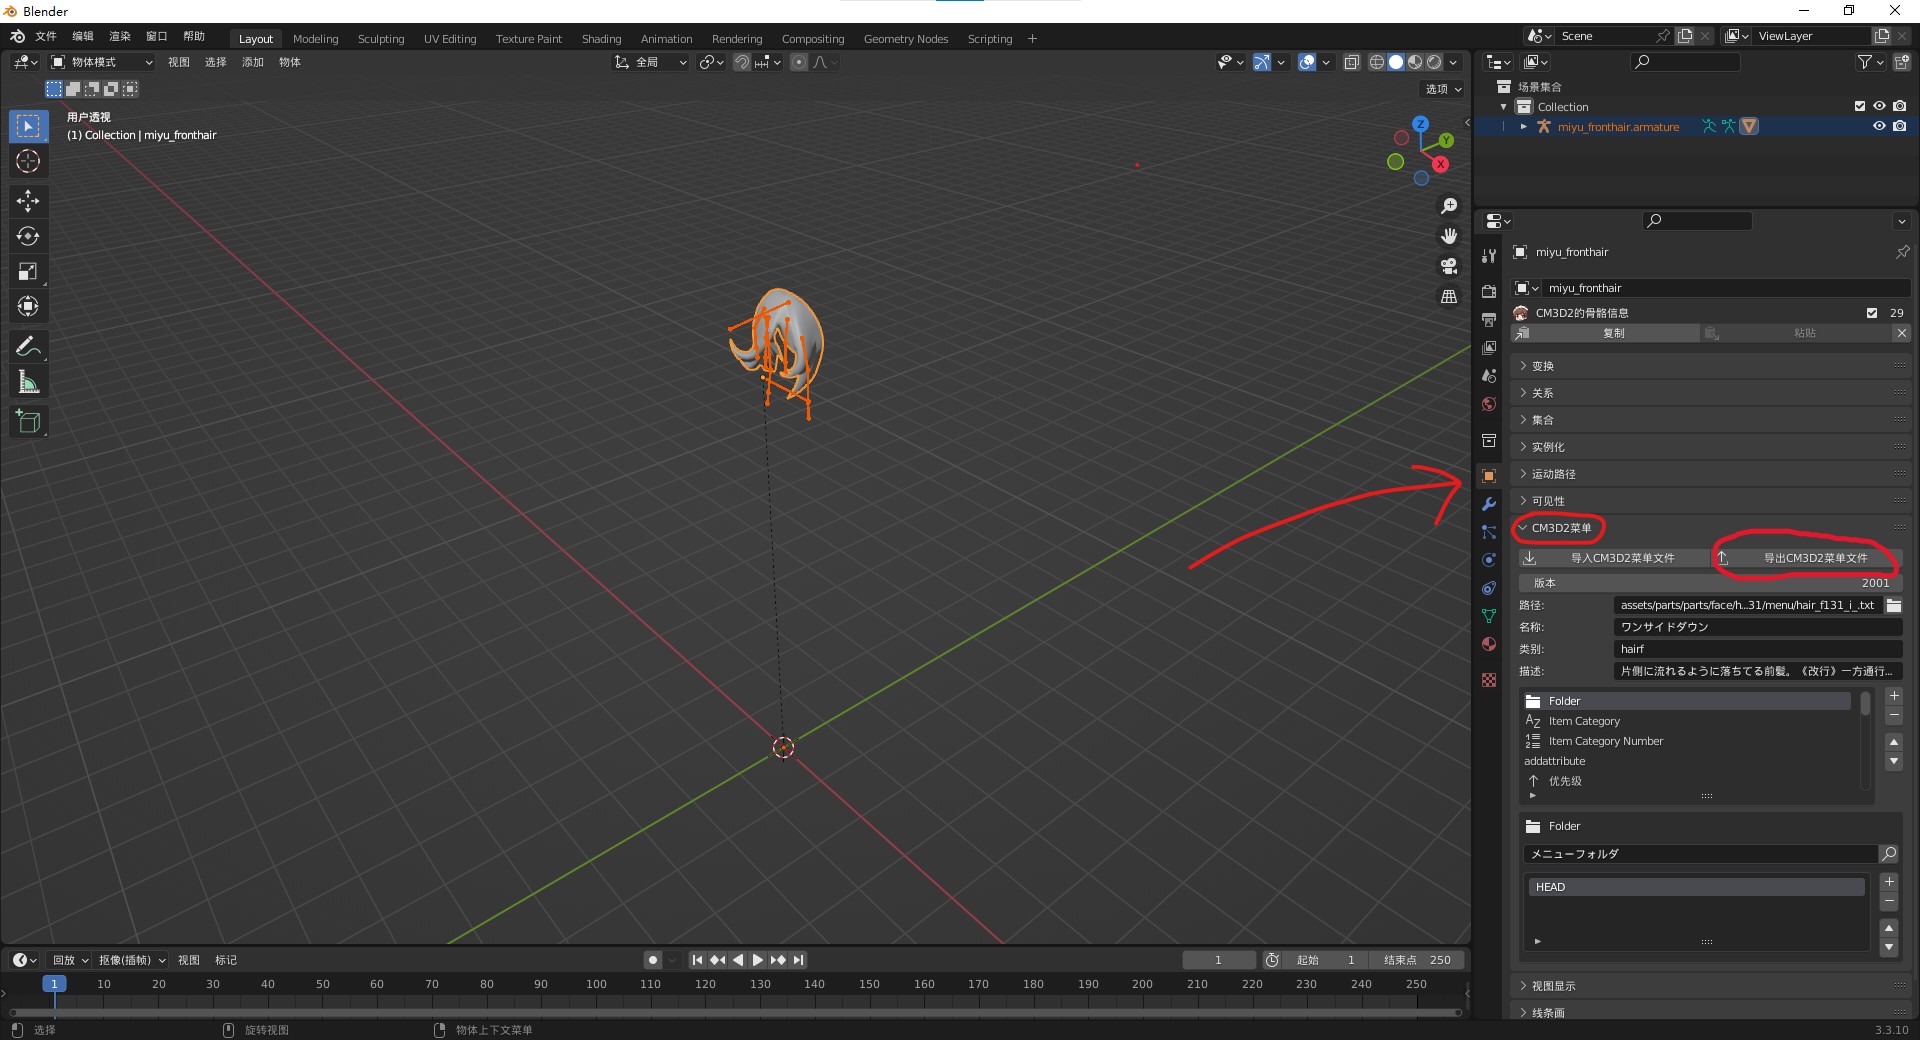 Blender
文件 编辑 渲染 窗口 帮助 Layout Modeling Sculpting UV Editing Texture Paint Shading Animation Rendering Compositing Geometry Nodes Scripting + Scene ViewLayer
物体模式 视图 选择 添加 物体 全局
选项
用户透视
(1) Collection | miyu_fronthair
Z
Y
X
场景集合
Collection
miyu_fronthair.armature
miyu_fronthair
miyu_fronthair
CM3D2的骨骼信息 29
复制 粘贴
变换
关系
集合
实例化
运动路径
可见性
CM3D2菜单
导入CM3D2菜单文件 导出CM3D2菜单文件
版本 2001
路径: assets/parts/parts/face/h...31/menu/hair_f131_i_.txt
名称: ワンサイドダウン
类别: hairf
描述: 片側に流れるように落ちてる前髪。《改行》一方通行...
Folder
Item Category
Item Category Number
addattribute
优先级
Folder
メニューフォルダ
HEAD
视图显示
线条画
回放 抠像(插帧) 视图 标记 1 起始 1 结束点 250
1 10 20 30 40 50 60 70 80 90 100 110 120 130 140 150 160 170 180 190 200 210 220 230 240 250
选择 旋转视图 物体上下文菜单 3.3.10